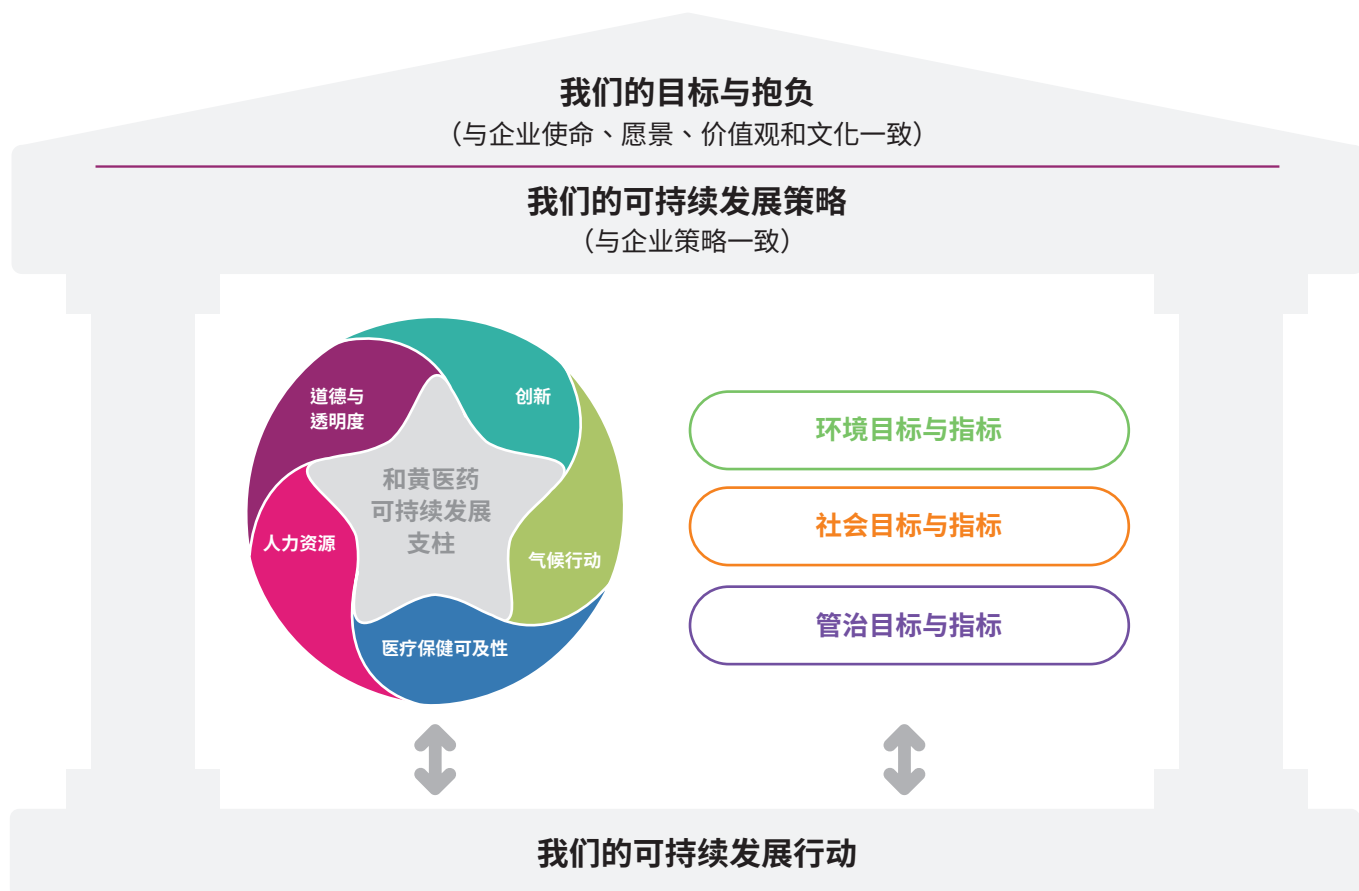 我们的目标与抱负
（与企业使命、愿景、价值观和文化一致）
我们的可持续发展策略
（与企业策略一致）
道德与
透明度
创新
人力资源
气候行动
医疗保健可及性
和黄医药
可持续发展
支柱
环境目标与指标
社会目标与指标
管治目标与指标
我们的可持续发展行动